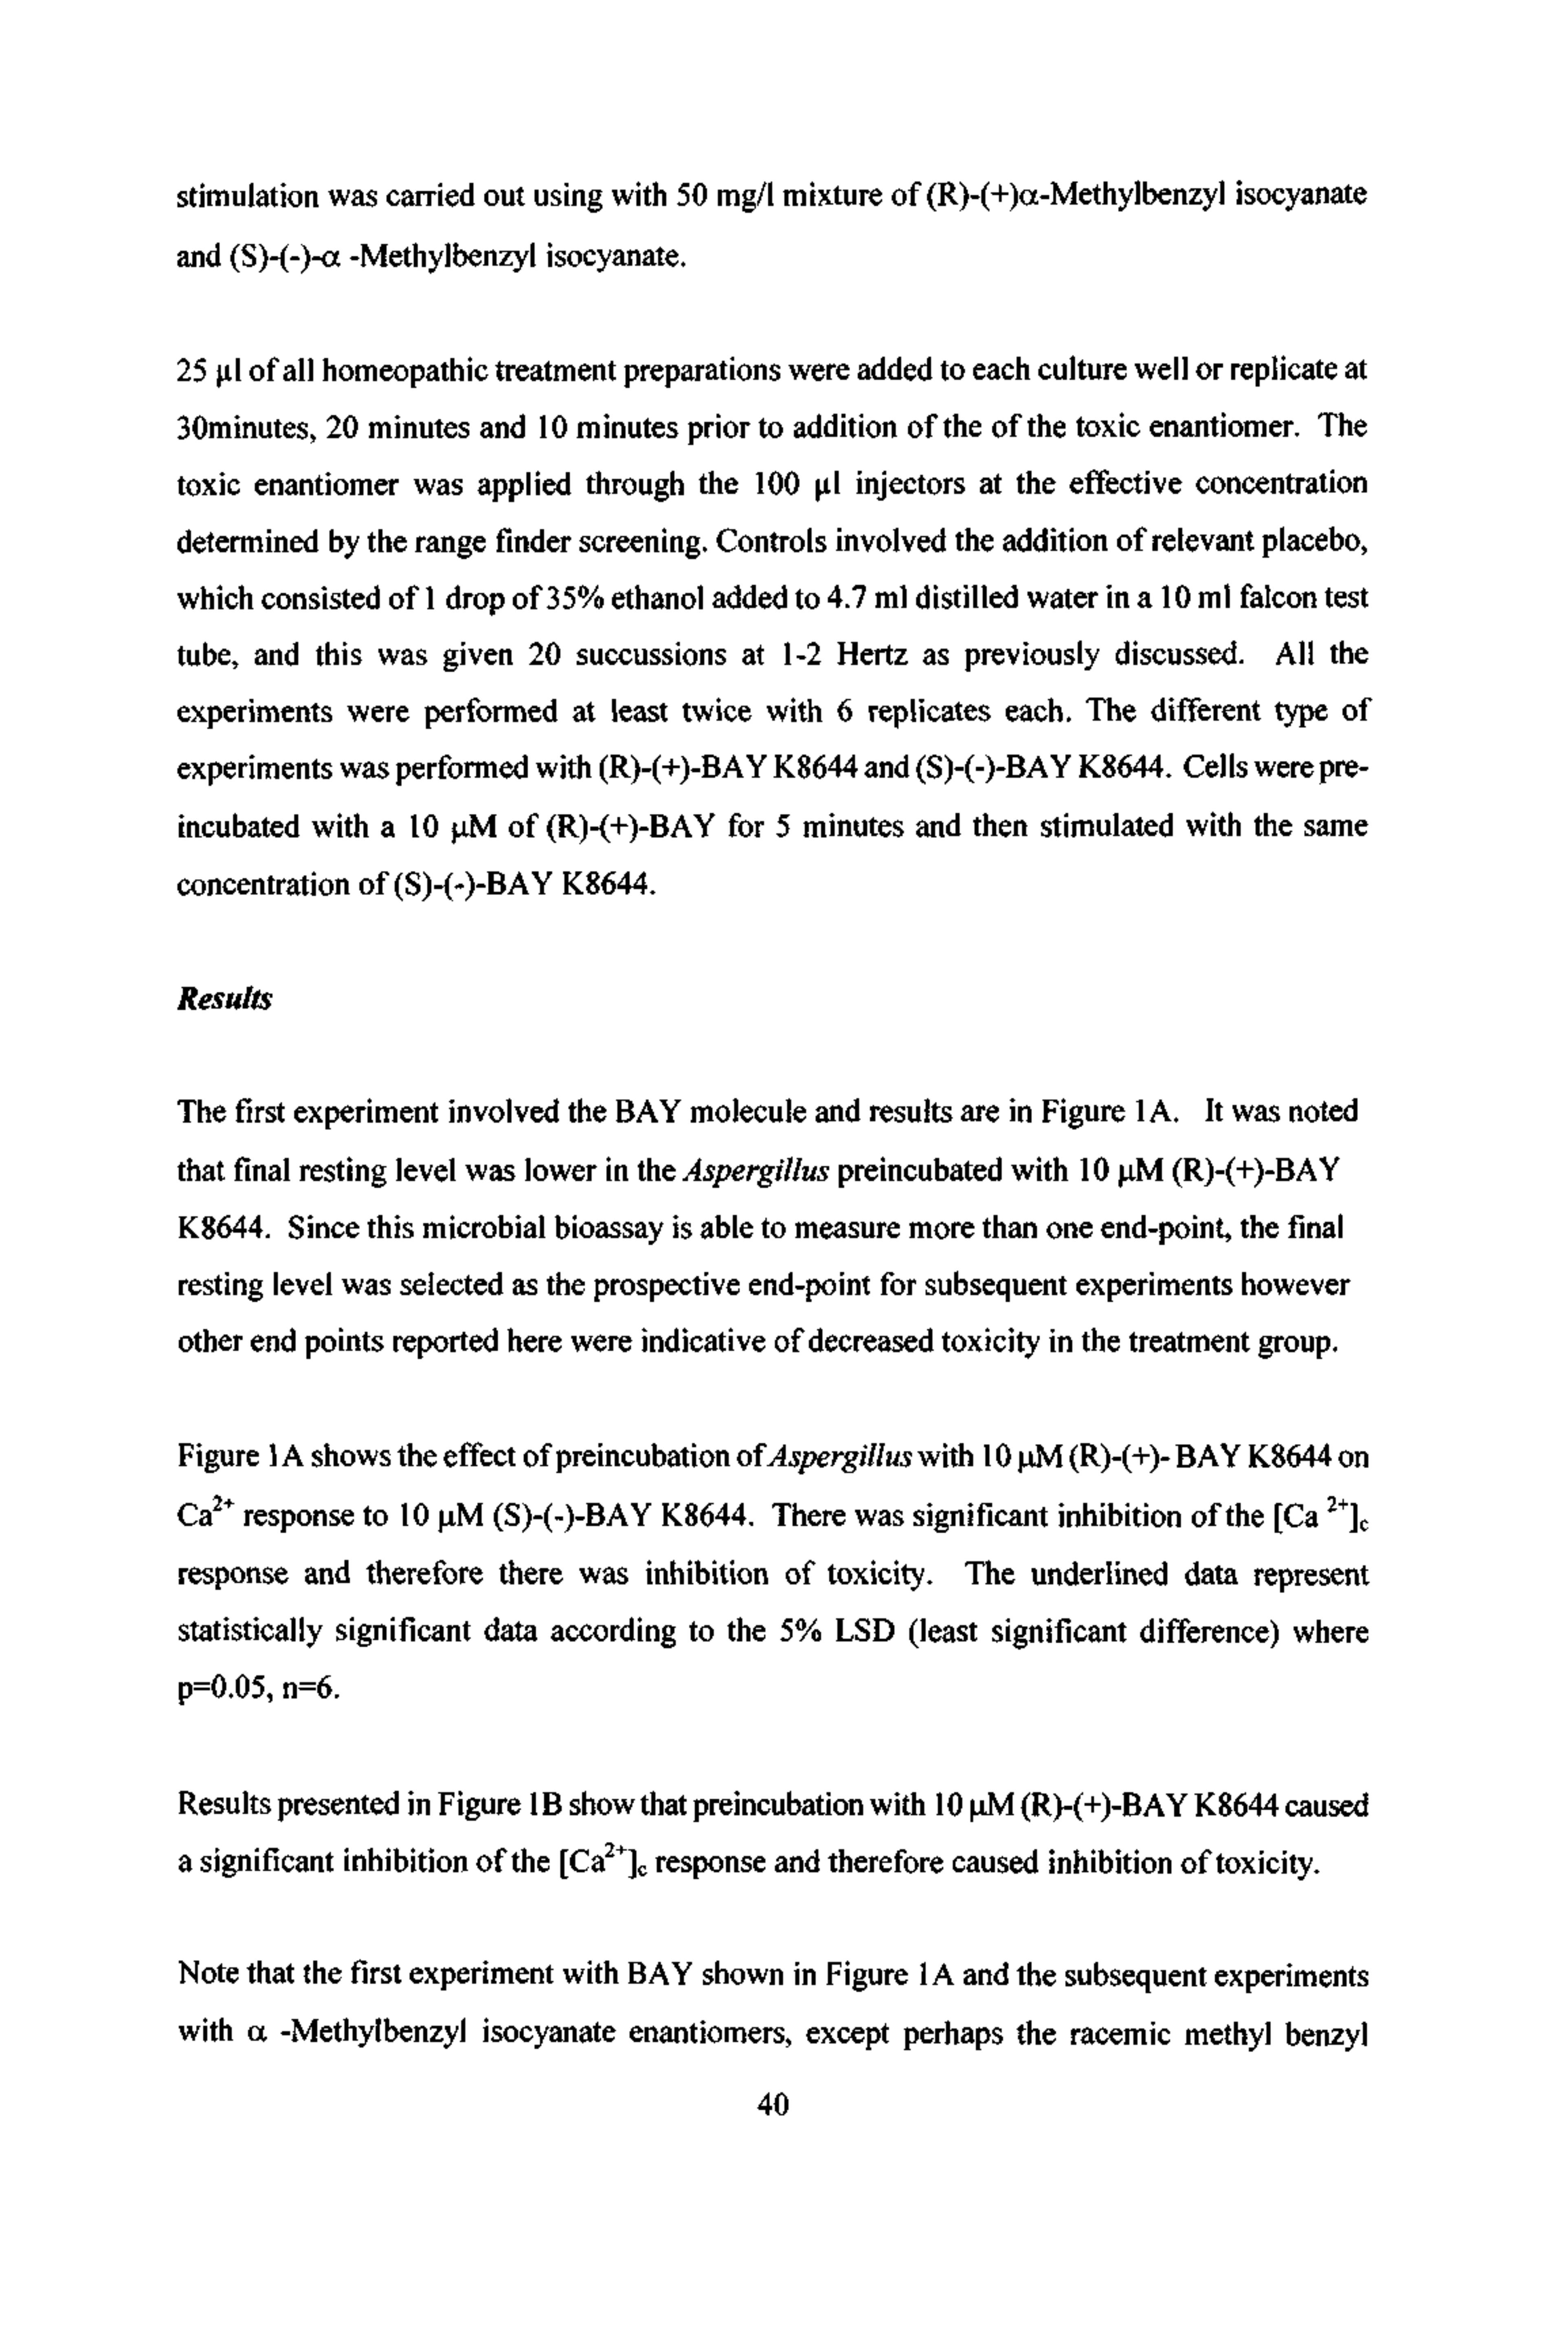 stimulation was carried out using with 50 mg/l mixture of (R)-(+)α-Methylbenzyl isocyanate
and (S)-(-)-α -Methylbenzyl isocyanate.
25 µl of all homeopathic treatment preparations were added to each culture well or replicate at
30minutes, 20 minutes and 10 minutes prior to addition of the of the toxic enantiomer. The
toxic enantiomer was applied through the 100 µl injectors at the effective concentration
determined by the range finder screening. Controls involved the addition of relevant placebo,
which consisted of 1 drop of 35% ethanol added to 4.7 ml distilled water in a 10 ml falcon test
tube, and this was given 20 succussions at 1-2 Hertz as previously discussed. All the
experiments were performed at least twice with 6 replicates each. The different type of
experiments was performed with (R)-(+)-BAY K8644 and (S)-(-)-BAY K8644. Cells were pre-
incubated with a 10 µM of (R)-(+)-BAY for 5 minutes and then stimulated with the same
concentration of (S)-(-)-BAY K8644.
Results
The first experiment involved the BAY molecule and results are in Figure 1A. It was noted
that final resting level was lower in the Aspergillus preincubated with 10 µM (R)-(+)-BAY
K8644. Since this microbial bioassay is able to measure more than one end-point, the final
resting level was selected as the prospective end-point for subsequent experiments however
other end points reported here were indicative of decreased toxicity in the treatment group.
Figure 1A shows the effect of preincubation of Aspergillus with 10 µM (R)-(+)- BAY K8644 on
Ca²⁺ response to 10 µM (S)-(-)-BAY K8644. There was significant inhibition of the [Ca ²⁺]c
response and therefore there was inhibition of toxicity. The underlined data represent
statistically significant data according to the 5% LSD (least significant difference) where
p=0.05, n=6.
Results presented in Figure 1B show that preincubation with 10 µM (R)-(+)-BAY K8644 caused
a significant inhibition of the [Ca²⁺]c response and therefore caused inhibition of toxicity.
Note that the first experiment with BAY shown in Figure 1A and the subsequent experiments
with α -Methylbenzyl isocyanate enantiomers, except perhaps the racemic methyl benzyl
40